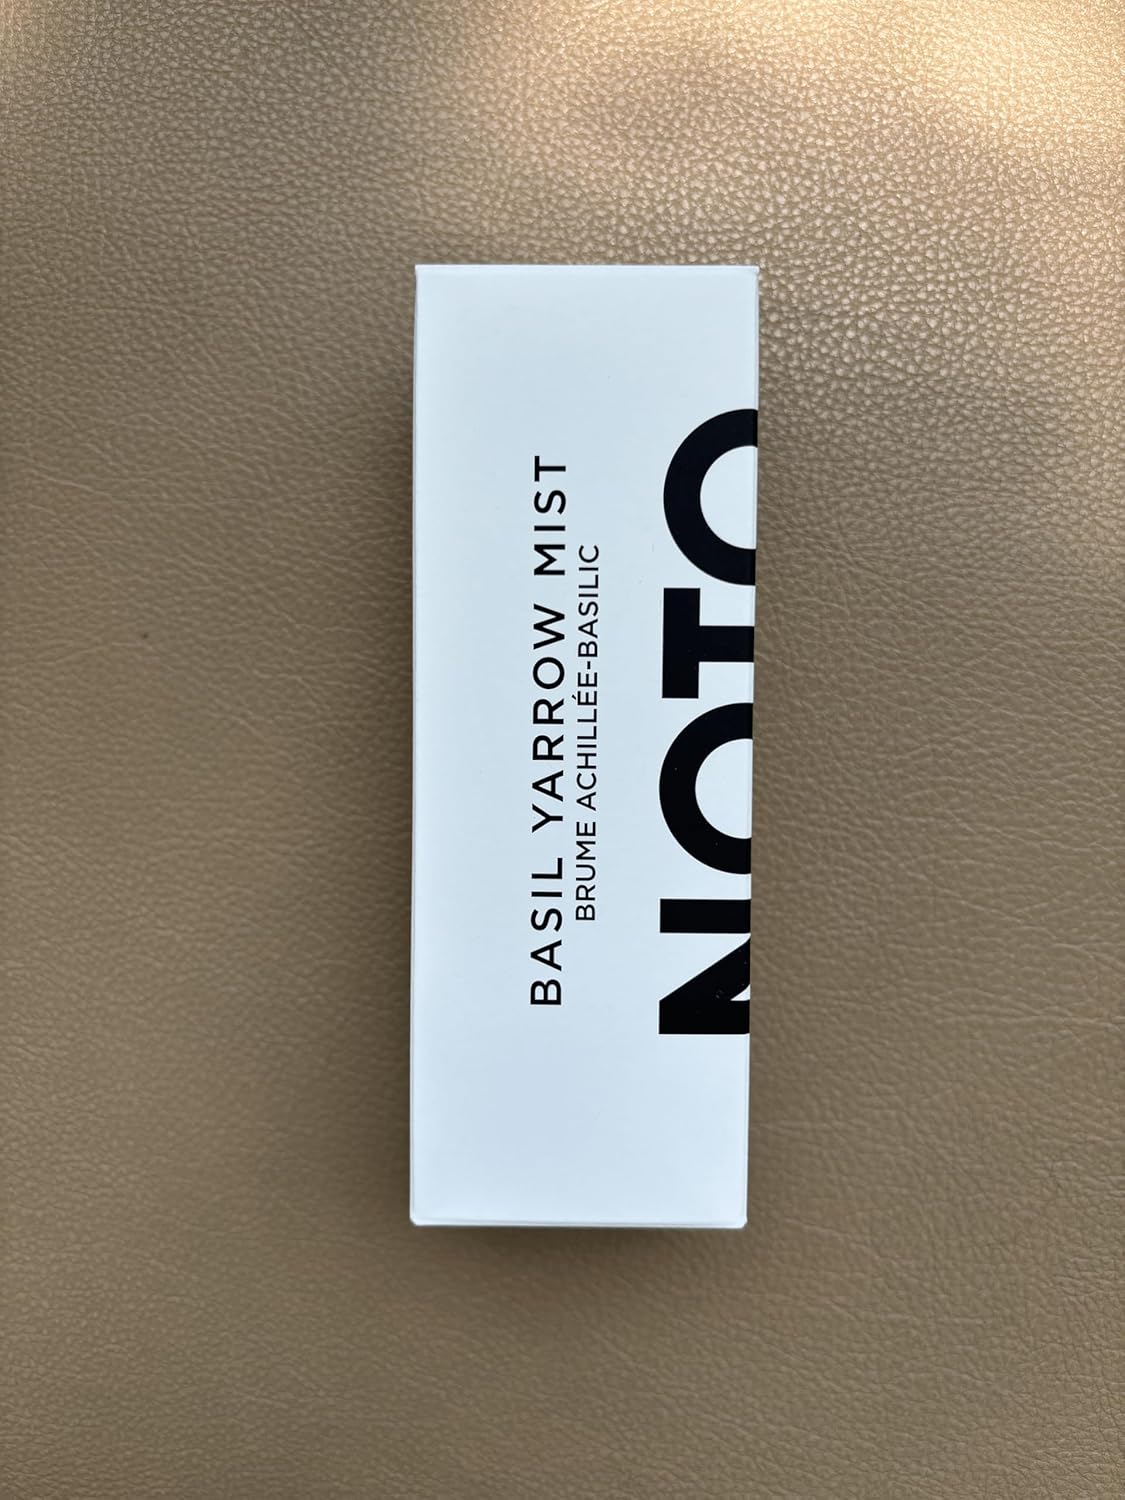 BASIL YARROW MIST
BRUME ACHILLÉE-BASILIC
NOTO